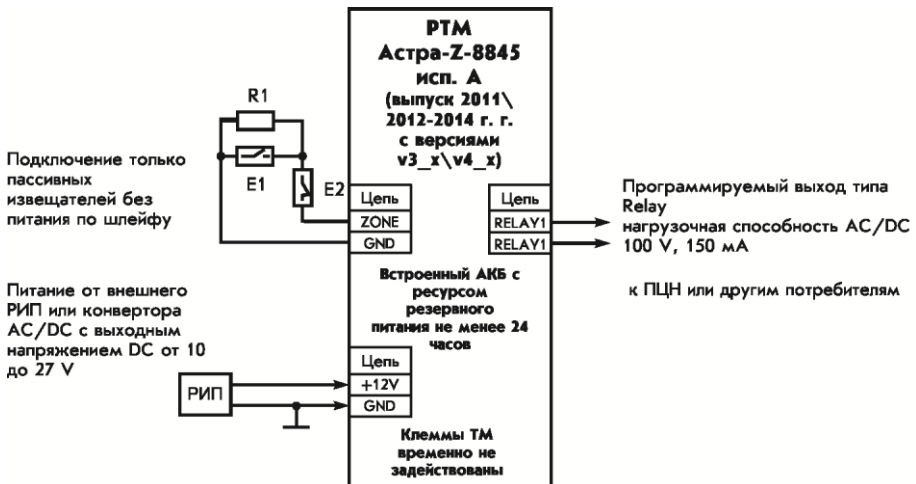 РТМ
Астра-Z-8845
исп. А
(выпуск 2011\
2012-2014 г. г.
с версиями
v3_x\v4_x)
R1
E1
E2
Подключение только
пассивных
извещателей без
питания по шлейфу
Цепь
ZONE
GND
Цепь
RELAY1
RELAY1
Программируемый выход типа
Relay
нагрузочная способность AC/DC
100 V, 150 мА
к ПЦН или другим потребителям
Встроенный АКБ с
ресурсом
резервного
питания не менее 24
часов
Питание от внешнего
РИП или конвертора
AC/DC с выходным
напряжением DC от 10
до 27 V
РИП
Цепь
+12V
GND
Клеммы ТМ
временно не
задействованы